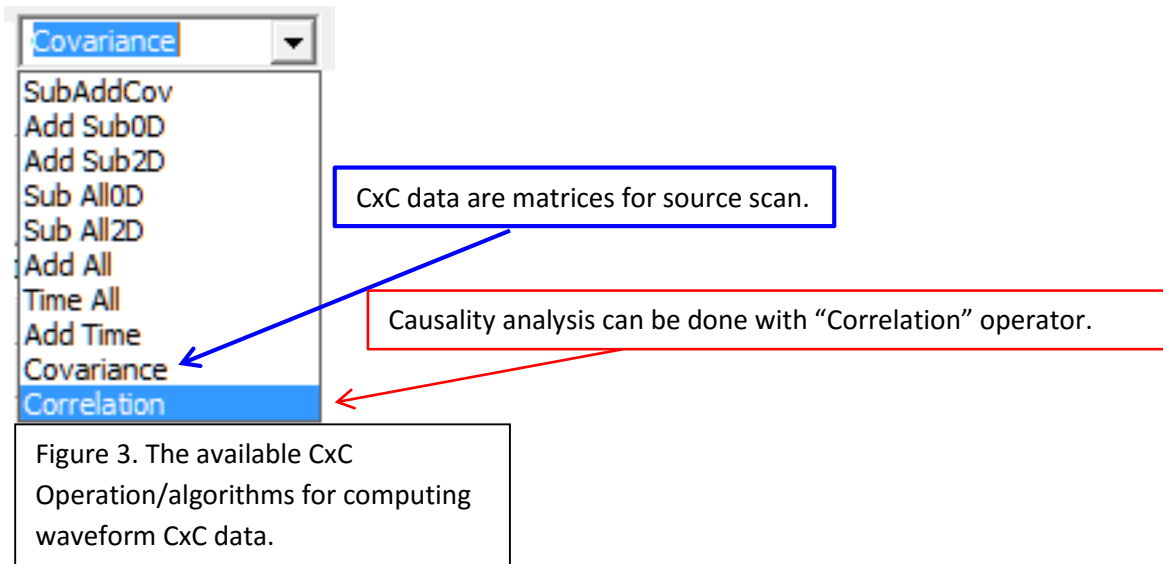 Covariance
SubAddCov
Add Sub0D
Add Sub2D
Sub All0D
Sub All2D
Add All
Time All
Add Time
Covariance
Correlation
CxC data are matrices for source scan.
Causality analysis can be done with “Correlation” operator.
Figure 3. The available CxC
Operation/algorithms for computing
waveform CxC data.